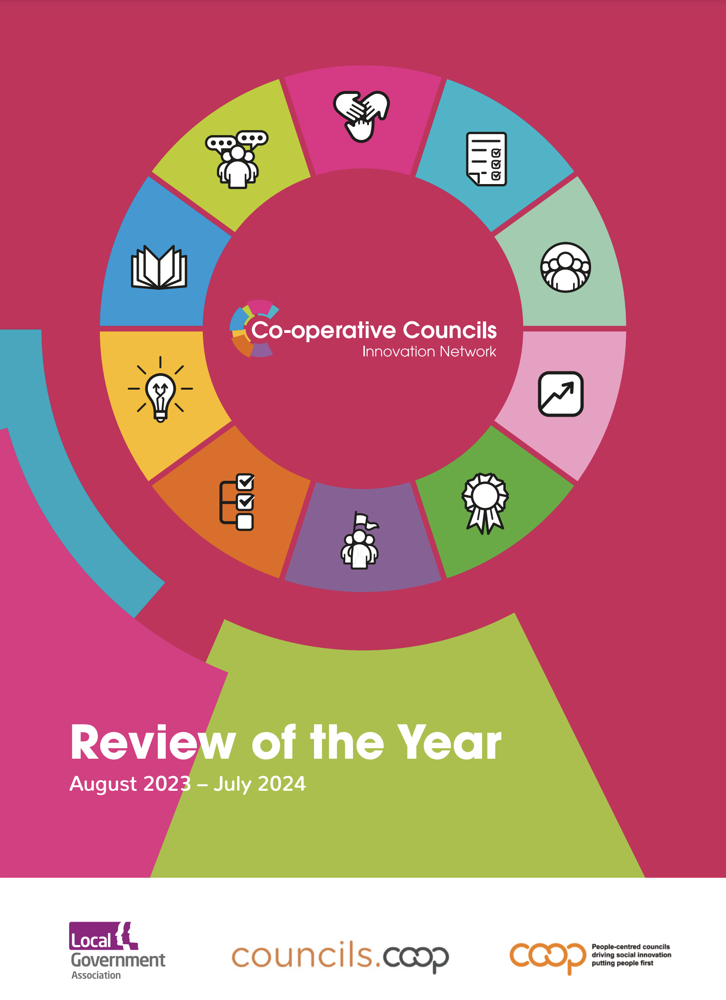 Co-operative Councils
Innovation Network
Review of the Year
August 2023 – July 2024
Local
Government
Association
councils.coop
coop
People-centred councils
driving social innovation
putting people first